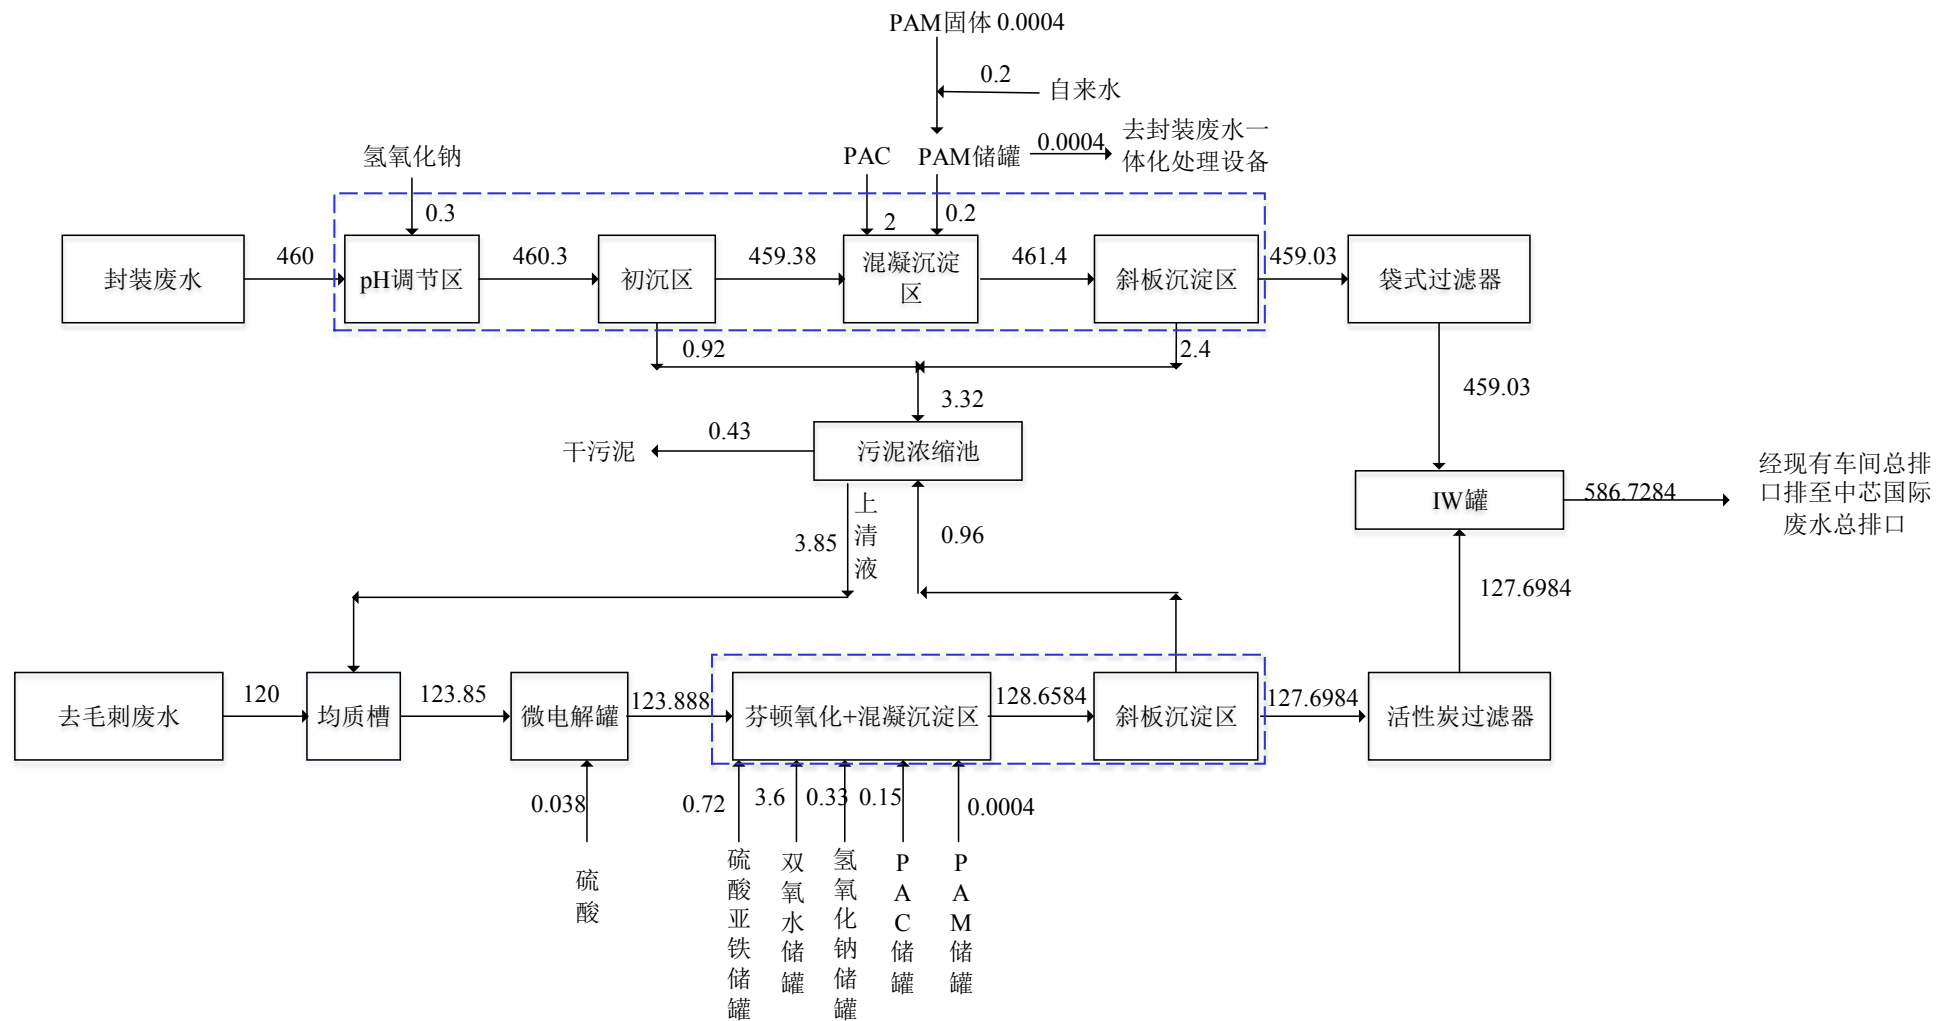 PAM固体 0.0004
0.2
自来水
氢氧化钠
PAC
PAM储罐
0.0004
去封装废水一
体化处理设备
0.3
2
0.2
封装废水
460
pH调节区
460.3
初沉区
459.38
混凝沉淀
区
461.4
斜板沉淀区
459.03
袋式过滤器
0.92
2.4
3.32
459.03
干污泥
0.43
污泥浓缩池
上
清
液
3.85
0.96
IW罐
586.7284
经现有车间总排
口排至中芯国际
废水总排口
127.6984
去毛刺废水
120
均质槽
123.85
微电解罐
123.888
芬顿氧化+混凝沉淀区
128.6584
斜板沉淀区
127.6984
活性炭过滤器
0.038
硫
酸
0.72
3.6
0.33
0.15
0.0004
硫
酸
亚
铁
储
罐
双
氧
水
储
罐
氢
氧
化
钠
储
罐
P
A
C
储
罐
P
A
M
储
罐